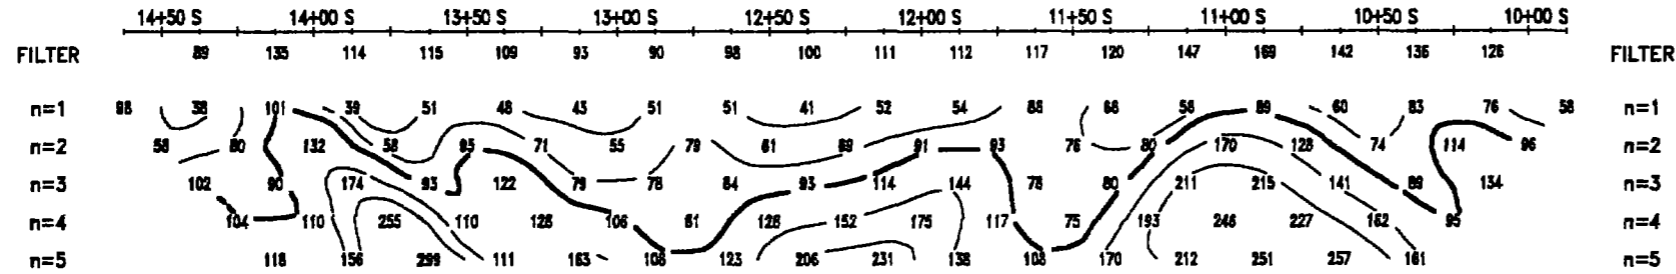 14+50 S 14+00 S 13+50 S 13+00 S 12+50 S 12+00 S 11+50 S 11+00 S 10+50 S 10+00 S
FILTER 89 135 114 115 109 93 90 98 100 111 112 117 120 147 169 142 136 126 FILTER
n=1 98 38 101 39 51 48 43 51 51 41 52 54 88 68 58 89 60 83 76 58 n=1
n=2 58 80 132 58 95 71 55 79 61 89 91 93 76 80 170 128 74 114 96 n=2
n=3 102 90 174 93 122 79 78 84 93 114 144 78 80 211 215 141 89 134 n=3
n=4 104 110 255 110 128 106 81 128 152 175 117 75 193 246 227 162 95 n=4
n=5 118 156 299 111 163 108 123 206 231 138 108 170 212 251 257 161 n=5